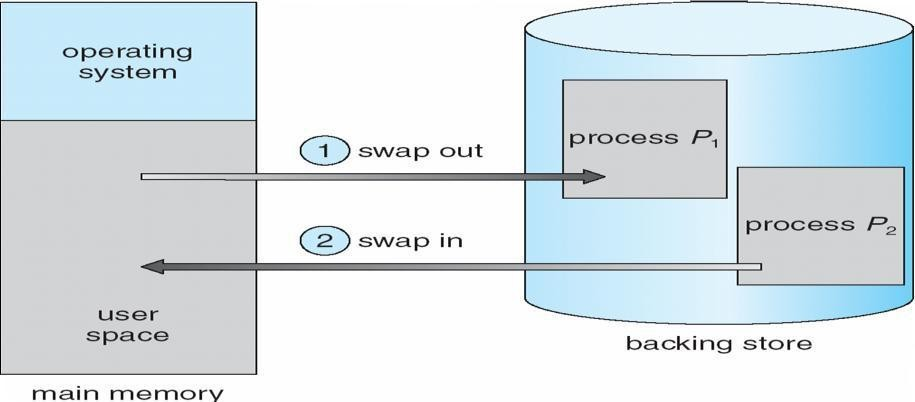 operating
system
1 swap out
process P1
2 swap in
process P2
user
space
backing store
main memory